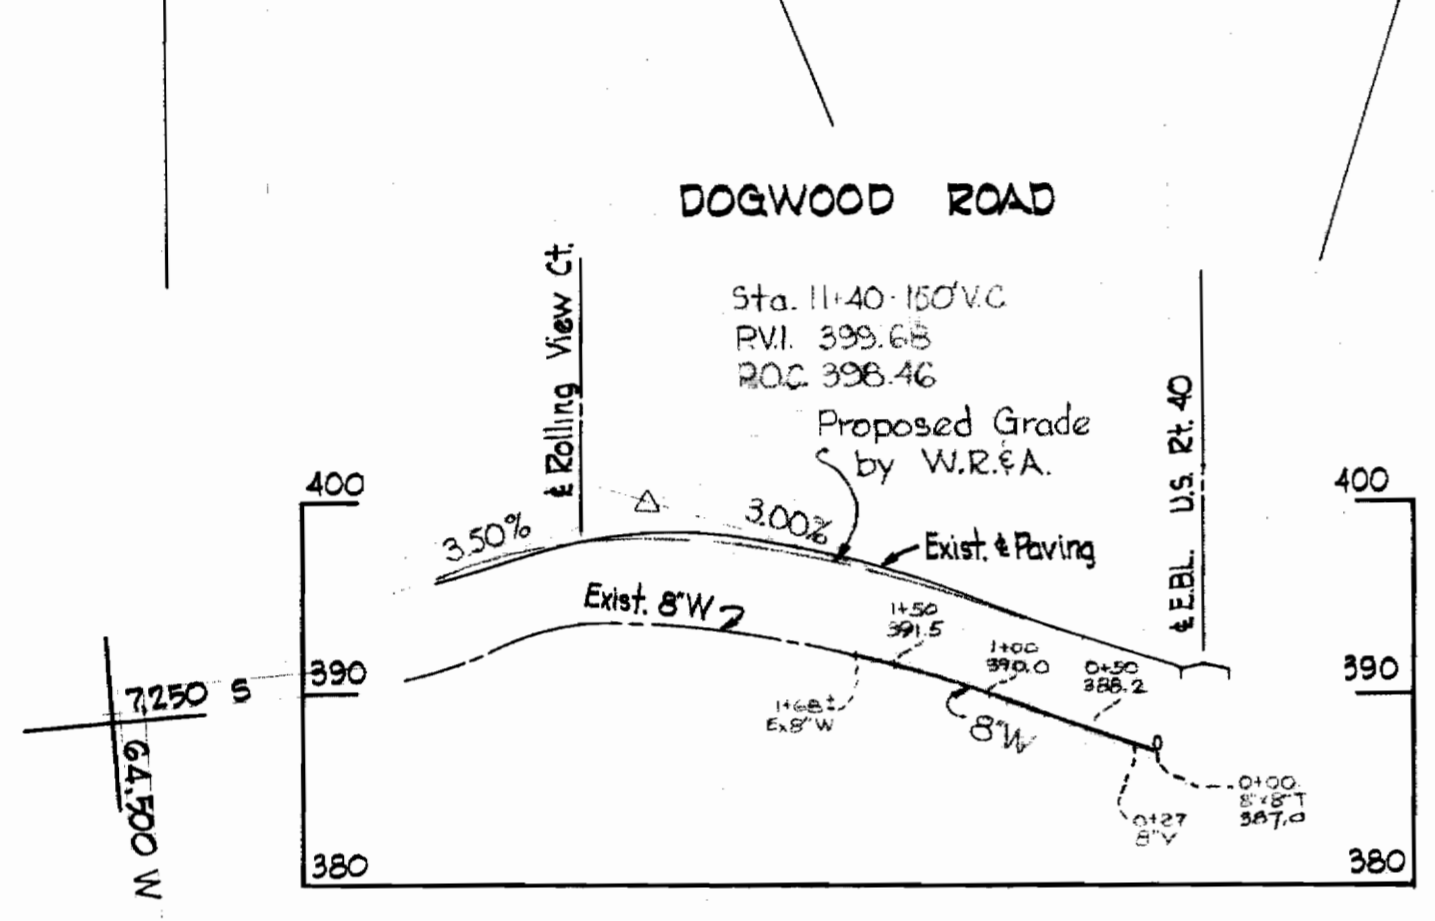 DOGWOOD ROAD
℄ Rolling View Ct.
Sta. 11+40-150'V.C
P.V.I. 399.68
P.O.C. 398.46
Proposed Grade
by W.R.&A.
℄ E.B.L. U.S. Rt. 40
400
400
3.50%
3.00%
Exist. ℄ Paving
Exist. 8"W
1+50
391.5
1+00
390.0
0+50
388.2
390
390
7,250 S
64,500 W
1+68±
Ex8"W
8"W
0+00
8"x8"T
387.0
0+27
8"V
380
380